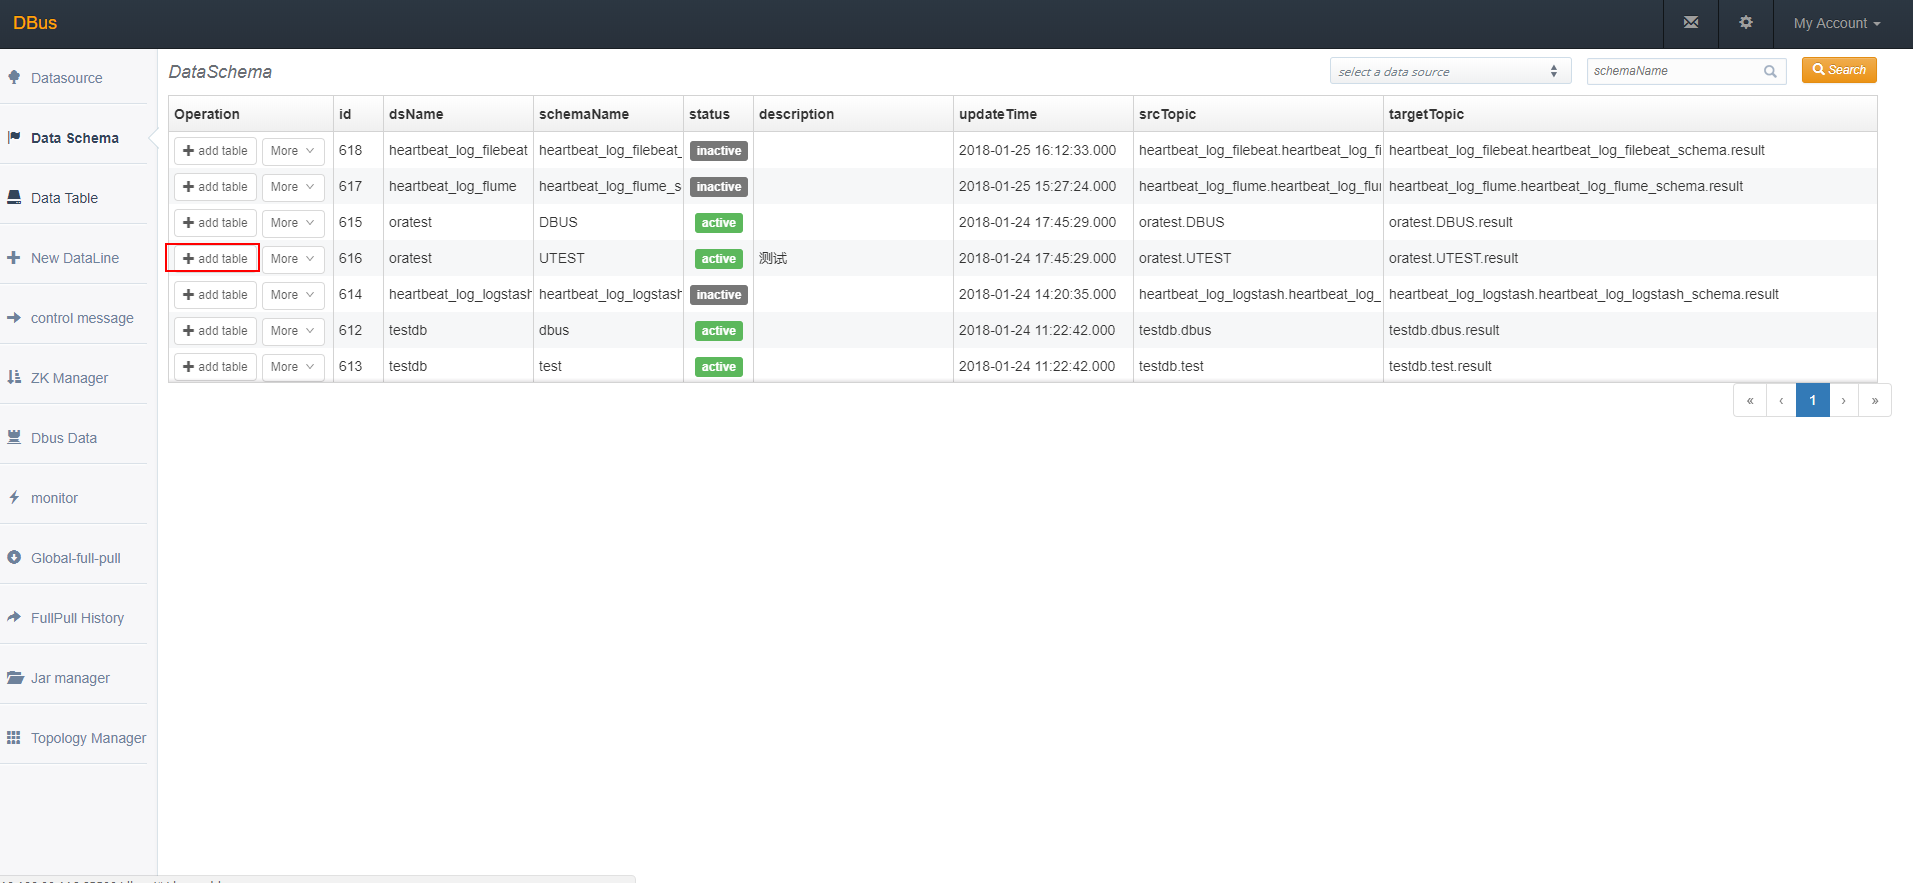 DBus
My Account
Datasource
Data Schema
Data Table
New DataLine
control message
ZK Manager
Dbus Data
monitor
Global-full-pull
FullPull History
Jar manager
Topology Manager
DataSchema
select a data source
schemaName
Search
Operation id dsName schemaName status description updateTime srcTopic targetTopic
add table More 618 heartbeat_log_filebeat heartbeat_log_filebeat_ inactive 2018-01-25 16:12:33.000 heartbeat_log_filebeat.heartbeat_log_fi heartbeat_log_filebeat.heartbeat_log_filebeat_schema.result
add table More 617 heartbeat_log_flume heartbeat_log_flume_s inactive 2018-01-25 15:27:24.000 heartbeat_log_flume.heartbeat_log_flu heartbeat_log_flume.heartbeat_log_flume_schema.result
add table More 615 oratest DBUS active 2018-01-24 17:45:29.000 oratest.DBUS oratest.DBUS.result
add table More 616 oratest UTEST active 测试 2018-01-24 17:45:29.000 oratest.UTEST oratest.UTEST.result
add table More 614 heartbeat_log_logstash heartbeat_log_logstash inactive 2018-01-24 14:20:35.000 heartbeat_log_logstash.heartbeat_log_ heartbeat_log_logstash.heartbeat_log_logstash_schema.result
add table More 612 testdb dbus active 2018-01-24 11:22:42.000 testdb.dbus testdb.dbus.result
add table More 613 testdb test active 2018-01-24 11:22:42.000 testdb.test testdb.test.result
« ‹ 1 › »